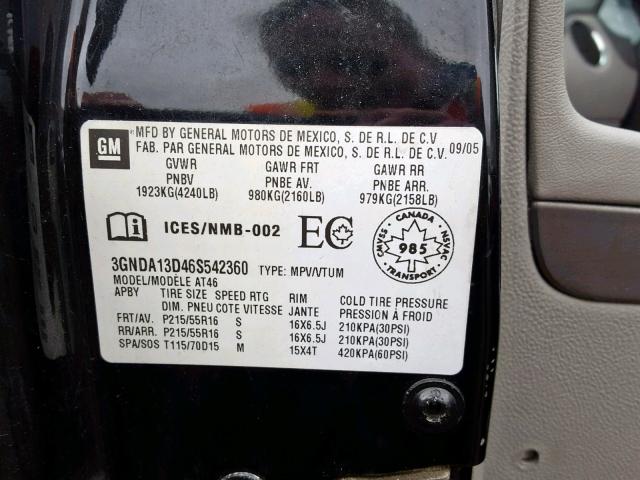 GM ® MFD BY GENERAL MOTORS DE MEXICO, S. DE R.L. DE C.V
FAB. PAR GENERAL MOTORS DE MEXICO, S. DE R.L. DE C.V. 09/05
GVWR GAWR FRT GAWR RR
PNBV PNBE AV. PNBE ARR.
1923KG(4240LB) 980KG(2160LB) 979KG(2158LB)
i ICES/NMB-002 EC CANADA CMVSS NSVAC 985 TRANSPORT
3GNDA13D46S542360 TYPE: MPV/VTUM
MODEL/MODÈLE AT46
APBY TIRE SIZE SPEED RTG RIM COLD TIRE PRESSURE
DIM. PNEU COTE VITESSE JANTE PRESSION À FROID
FRT/AV. P215/55R16 S 16X6.5J 210KPA(30PSI)
RR/ARR. P215/55R16 S 16X6.5J 210KPA(30PSI)
SPA/SOS T115/70D15 M 15X4T 420KPA(60PSI)